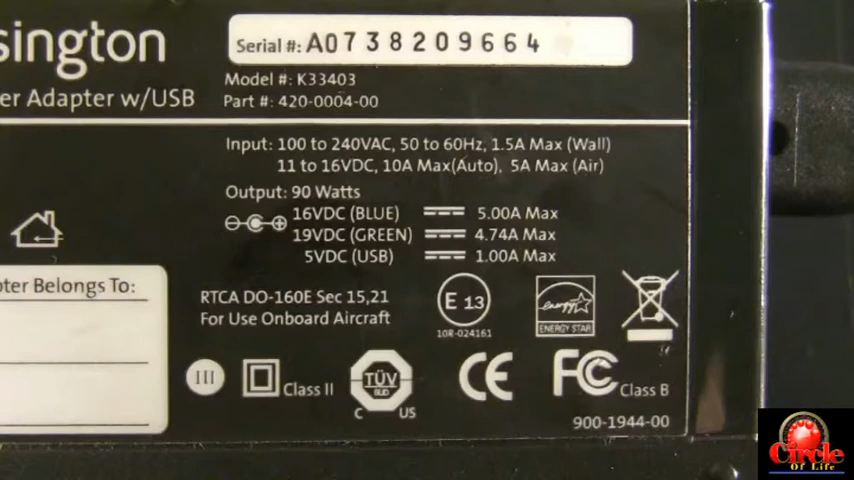 sington
er Adapter w/USB
Serial #: A0738209664
Model #: K33403
Part #: 420-0004-00
Input: 100 to 240VAC, 50 to 60Hz, 1.5A Max (Wall)
11 to 16VDC, 10A Max(Auto), 5A Max (Air)
Output: 90 Watts
16VDC (BLUE) 5.00A Max
19VDC (GREEN) 4.74A Max
5VDC (USB) 1.00A Max
pter Belongs To:
RTCA DO-160E Sec 15,21
For Use Onboard Aircraft
E 13
10R-024161
energy
ENERGY STAR
III
Class II
TÜV
SÜD
C US
CE
FC Class B
900-1944-00
Circle
Of Life